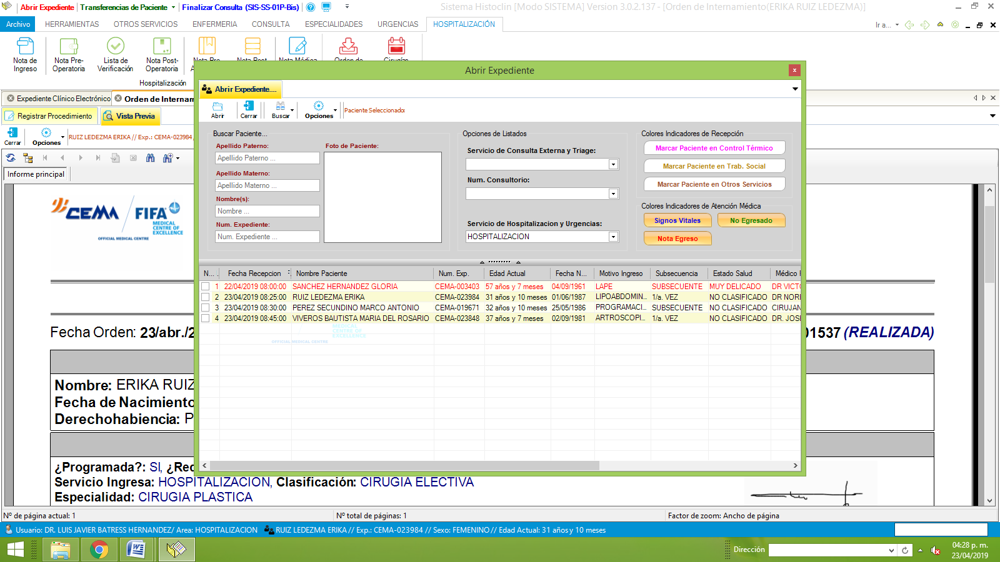 Abrir Expediente Transferencias de Paciente Finalizar Consulta (SIS-SS-01P-Bis)
Sistema Histoclin [Modo SISTEMA] Version 3.0.2.137 - [Orden de Internamiento(ERIKA RUIZ LEDEZMA)]
Archivo HERRAMIENTAS OTROS SERVICIOS ENFERMERIA CONSULTA ESPECIALIDADES URGENCIAS HOSPITALIZACIÓN
Ir a...
Nota de Ingreso
Nota Pre-Operatoria
Lista de Verificación
Nota Post-Operatoria
Nota Pre
Nota Post
Nota Médica
Orden de
Cirugías
Hospitalización
Expediente Clínico Electrónico
Orden de Internam
Registrar Procedimiento
Vista Previa
Cerrar
Opciones
RUIZ LEDEZMA ERIKA // Exp.: CEMA-023984
Informe principal
CEMA
FIFA
MEDICAL
CENTRE OF
EXCELLENCE
OFFICIAL MEDICAL CENTRE
Fecha Orden: 23/abr./2
01537 (REALIZADA)
Nombre: ERIKA RUIZ
Fecha de Nacimiento
Derechohabiencia: P
¿Programada?: SI, ¿Rec
Servicio Ingresa: HOSPITALIZACION, Clasificación: CIRUGIA ELECTIVA
Especialidad: CIRUGIA PLASTICA
Abrir Expediente
x
Abrir Expediente....
Abrir
Cerrar
Buscar
Opciones
Paciente Seleccionado:
Buscar Paciente...
Apellido Paterno:
Apellido Paterno ...
Apellido Materno:
Apellido Materno ...
Nombre(s):
Nombre ...
Num. Expediente:
Num. Expediente ...
Foto de Paciente:
Opciones de Listados
Servicio de Consulta Externa y Triage:
Num. Consultorio:
Servicio de Hospitalizacion y Urgencias:
HOSPITALIZACION
Colores Indicadores de Recepción
Marcar Paciente en Control Térmico
Marcar Paciente en Trab. Social
Marcar Paciente en Otros Servicios
Colores Indicadores de Atención Médica
Signos Vitales
No Egresado
Nota Egreso
N... Fecha Recepcion Nombre Paciente Num. Exp. Edad Actual Fecha N... Motivo Ingreso Subsecuencia Estado Salud Médico
1 22/04/2019 08:00:00 SANCHEZ HERNANDEZ GLORIA CEMA-003403 57 años y 7 meses 04/09/1961 LAPE SUBSECUENTE MUY DELICADO DR VICT
2 23/04/2019 08:25:00 RUIZ LEDEZMA ERIKA CEMA-023984 31 años y 10 meses 01/06/1987 LIPOABDOMIN... 1/a. VEZ NO CLASIFICADO DR NOR
3 23/04/2019 08:30:00 PEREZ SECUNDINO MARCO ANTONIO CEMA-019671 32 años y 10 meses 25/05/1986 PROGRAMACI... SUBSECUENTE NO CLASIFICADO CIRUJAN
4 23/04/2019 08:45:00 VIVEROS BAUTISTA MARIA DEL ROSARIO CEMA-023848 37 años y 7 meses 02/09/1981 ARTROSCOPI... 1/a. VEZ NO CLASIFICADO DR. JOS
MEDICAL
CENTRE OF
EXCELLENCE
OFFICIAL MEDICAL CENTRE
Nº de página actual: 1
Nº total de páginas: 1
Factor de zoom: Ancho de página
Usuario: DR. LUIS JAVIER BATRESS HERNANDEZ/ Area: HOSPITALIZACION
RUIZ LEDEZMA ERIKA // Exp.: CEMA-023984 // Sexo: FEMENINO // Edad Actual: 31 años y 10 meses
Dirección
04:28 p. m.
23/04/2019